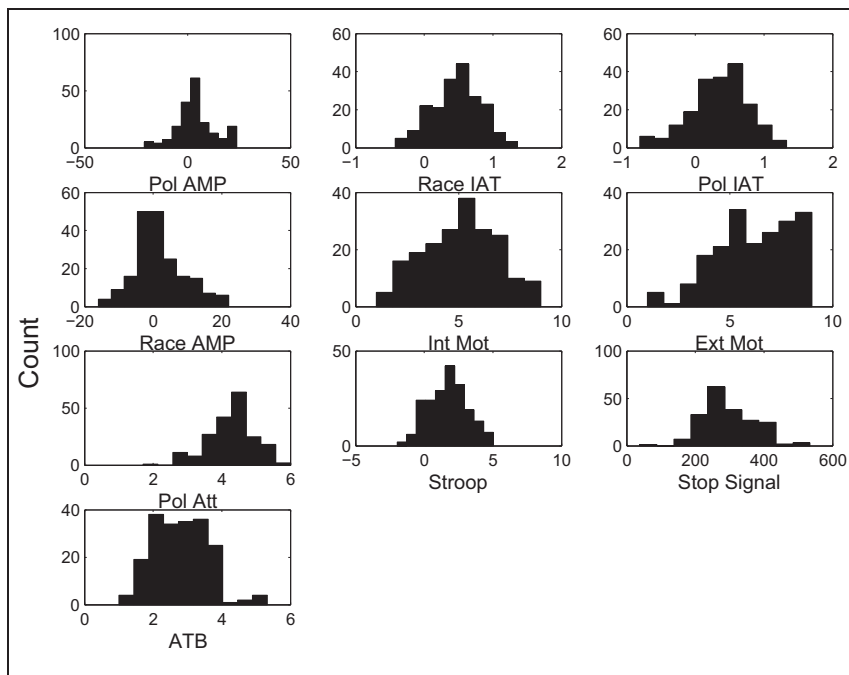 100
50
0
−50 0 50
Pol AMP
60
40
20
0
−1 0 1 2
Race IAT
60
40
20
0
−1 0 1 2
Pol IAT
60
40
20
0
−20 0 20 40
Race AMP
40
20
0
0 5 10
Int Mot
40
20
0
0 5 10
Ext Mot
Count
100
50
0
0 2 4 6
Pol Att
50
0
−5 0 5 10
Stroop
100
50
0
0 200 400 600
Stop Signal
40
20
0
0 2 4 6
ATB